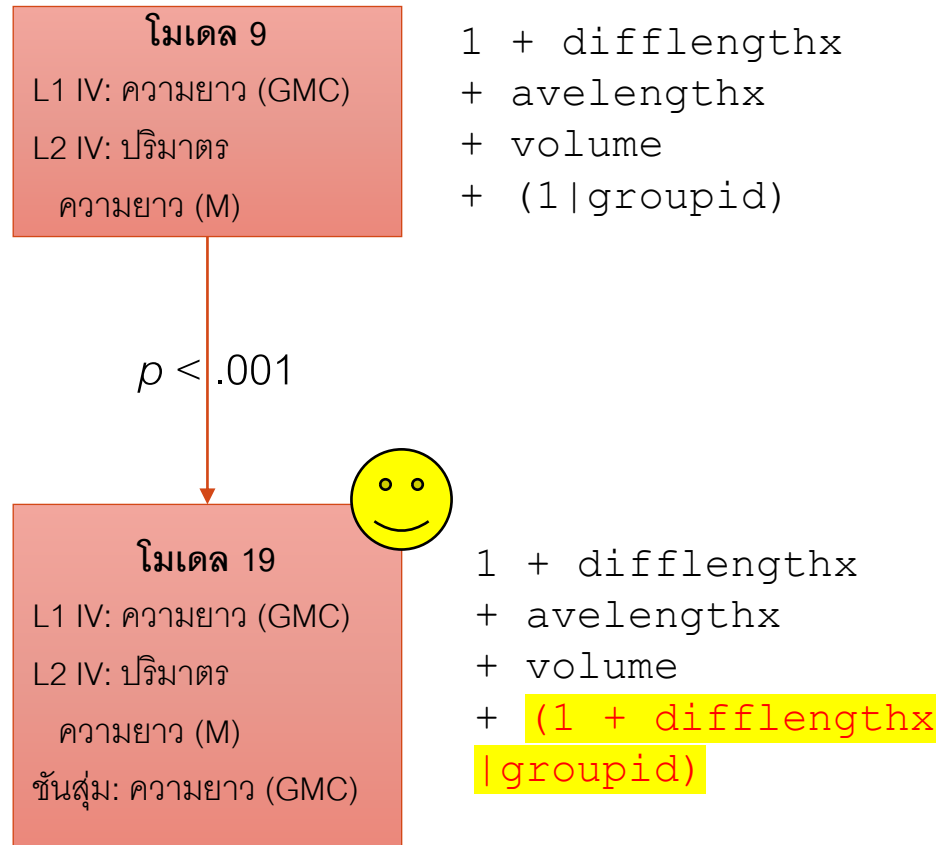 โมเดล 9
L1 IV: ความยาว (GMC)
L2 IV: ปริมาตร
ความยาว (M)
1 + difflengthx
+ avelengthx
+ volume
+ (1|groupid)
p < .001
โมเดล 19
L1 IV: ความยาว (GMC)
L2 IV: ปริมาตร
ความยาว (M)
ชันสุ่ม: ความยาว (GMC)
1 + difflengthx
+ avelengthx
+ volume
+ (1 + difflengthx
|groupid)